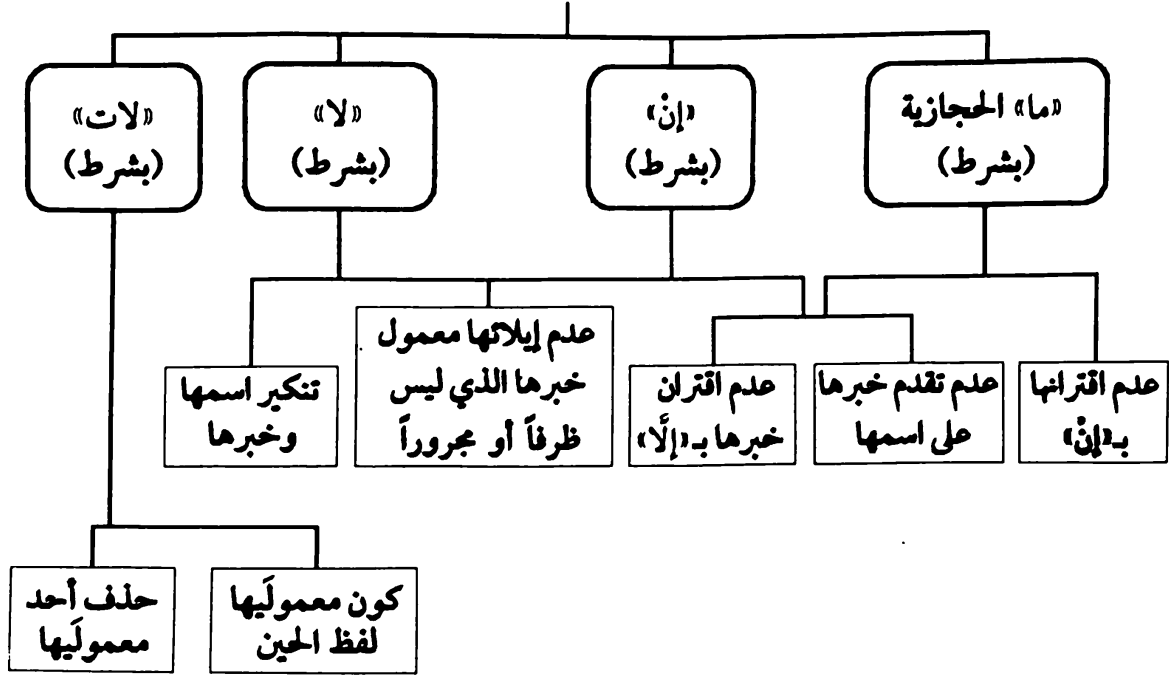 «ما» الحجازية
(بشرط)
«إنْ»
(بشرط)
«لا»
(بشرط)
«لات»
(بشرط)
عدم اقترانها
بـ«إنْ»
عدم تقدم خبرها
على اسمها
عدم اقتران
خبرها بـ«إلَّا»
عدم إيلائها معمول
خبرها الذي ليس
ظرفاً أو مجروراً
تنكير اسمها
وخبرها
كون معمولَيها
لفظ الحين
حذف أحد
معمولَيها